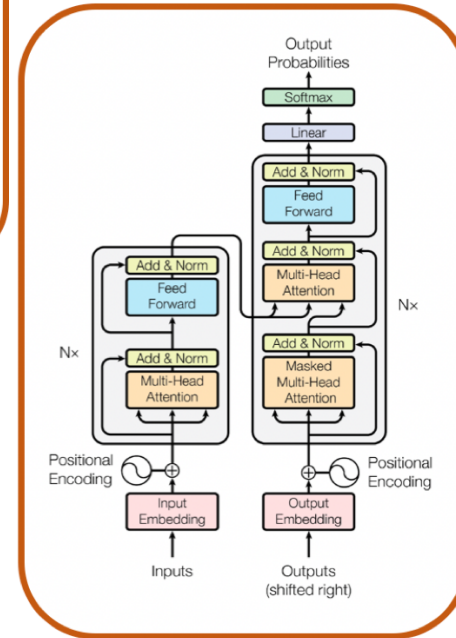 Output
Probabilities
Softmax
Linear
Add & Norm
Feed
Forward
Add & Norm
Multi-Head
Attention
Add & Norm
Masked
Multi-Head
Attention
N×
Positional
Encoding
Output
Embedding
Outputs
(shifted right)
Add & Norm
Feed
Forward
N×
Add & Norm
Multi-Head
Attention
Positional
Encoding
Input
Embedding
Inputs